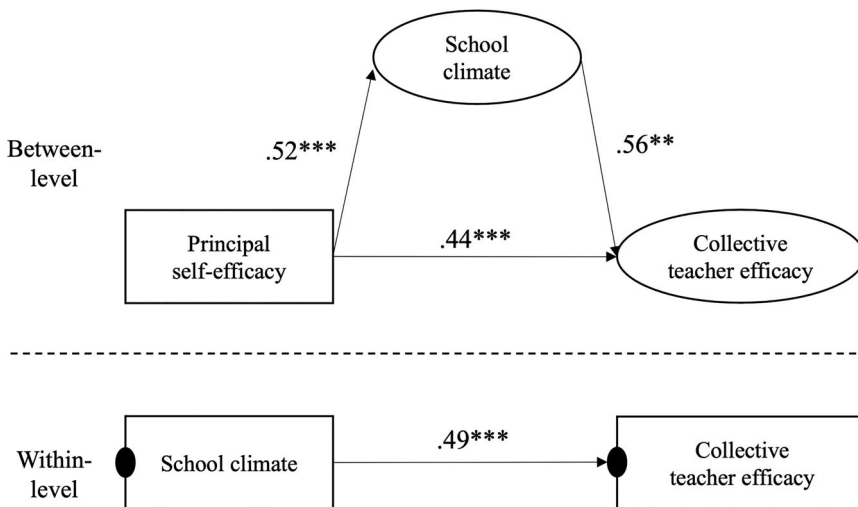 School
climate
.52***
.56**
Between-
level
Principal
self-efficacy
.44***
Collective
teacher efficacy
Within-
level
School climate
.49***
Collective
teacher efficacy